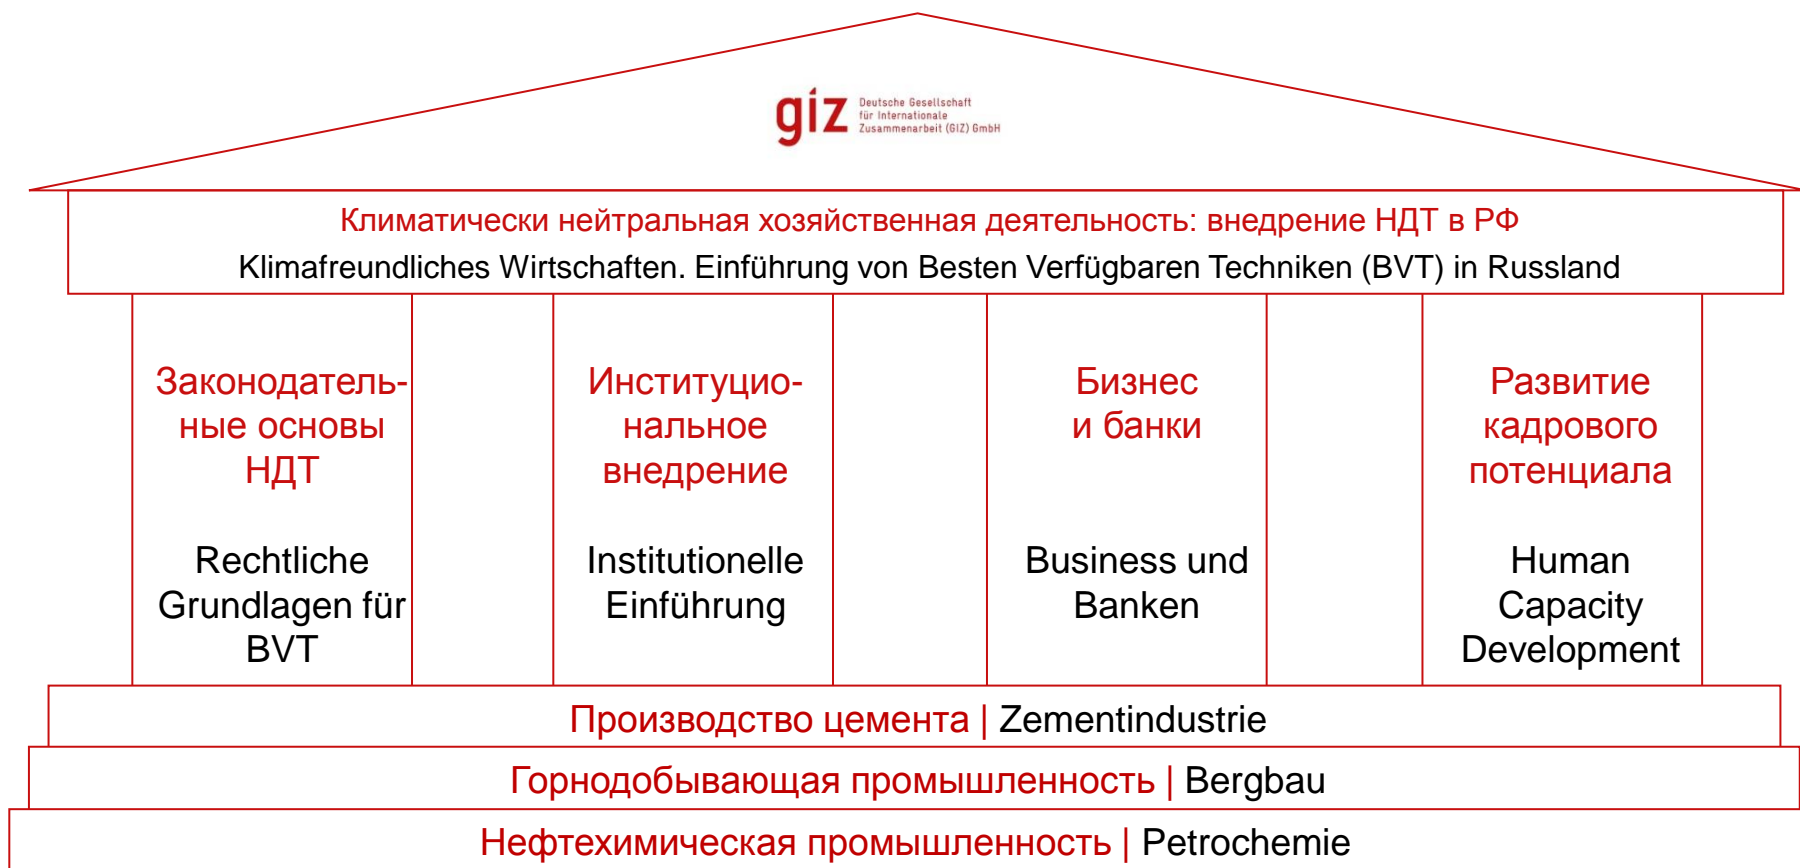 giz
Deutsche Gesellschaft
für Internationale
Zusammenarbeit (GIZ) GmbH
Климатически нейтральная хозяйственная деятельность: внедрение НДТ в РФ
Klimafreundliches Wirtschaften. Einführung von Besten Verfügbaren Techniken (BVT) in Russland
Законодатель-
ные основы
НДТ
Rechtliche
Grundlagen für
BVT
Институцио-
нальное
внедрение
Institutionelle
Einführung
Бизнес
и банки
Business und
Banken
Развитие
кадрового
потенциала
Human
Capacity
Development
Производство цемента | Zementindustrie
Горнодобывающая промышленность | Bergbau
Нефтехимическая промышленность | Petrochemie